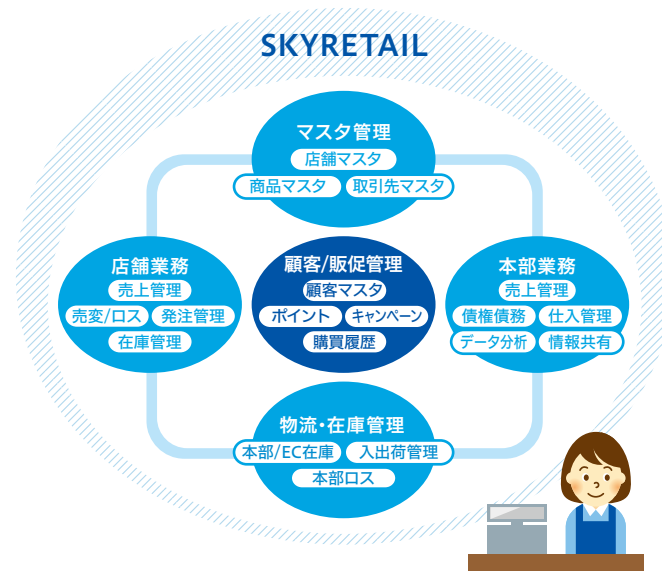 SKYRETAIL
マスタ管理
店舗マスタ
商品マスタ 取引先マスタ
店舗業務
売上管理
売変/ロス 発注管理
在庫管理
顧客/販促管理
顧客マスタ
ポイント キャンペーン
購買履歴
本部業務
売上管理
債権債務 仕入管理
データ分析 情報共有
物流・在庫管理
本部/EC在庫 入出荷管理
本部ロス